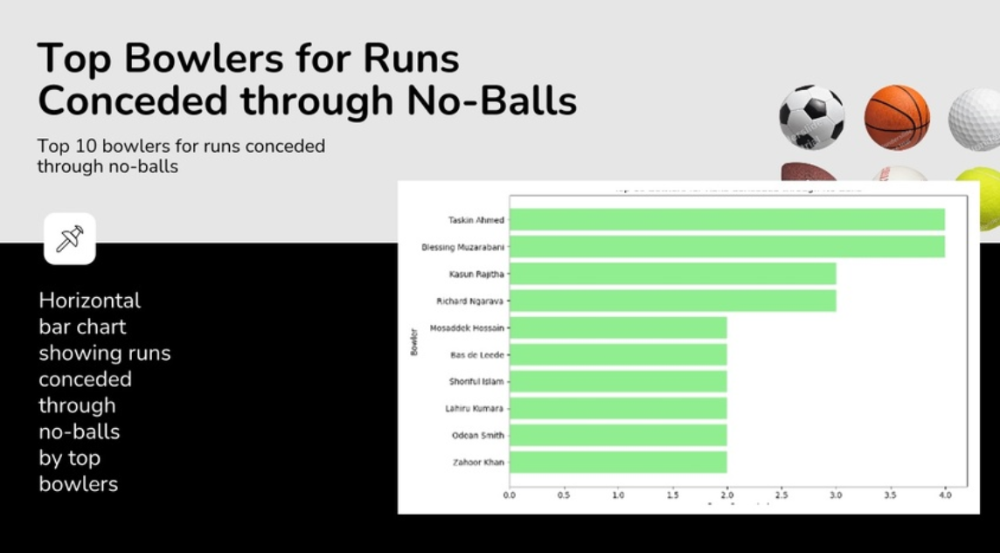 Top Bowlers for Runs
Conceded through No-Balls
Top 10 bowlers for runs conceded
through no-balls
Horizontal
bar chart
showing runs
conceded
through
no-balls
by top
bowlers
Bowler
Taskin Ahmed
Blessing Muzarabani
Kasun Rajitha
Richard Ngarava
Mosaddek Hossain
Bas de Leede
Shoriful Islam
Lahiru Kumara
Odean Smith
Zahoor Khan
0.0 0.5 1.0 1.5 2.0 2.5 3.0 3.5 4.0